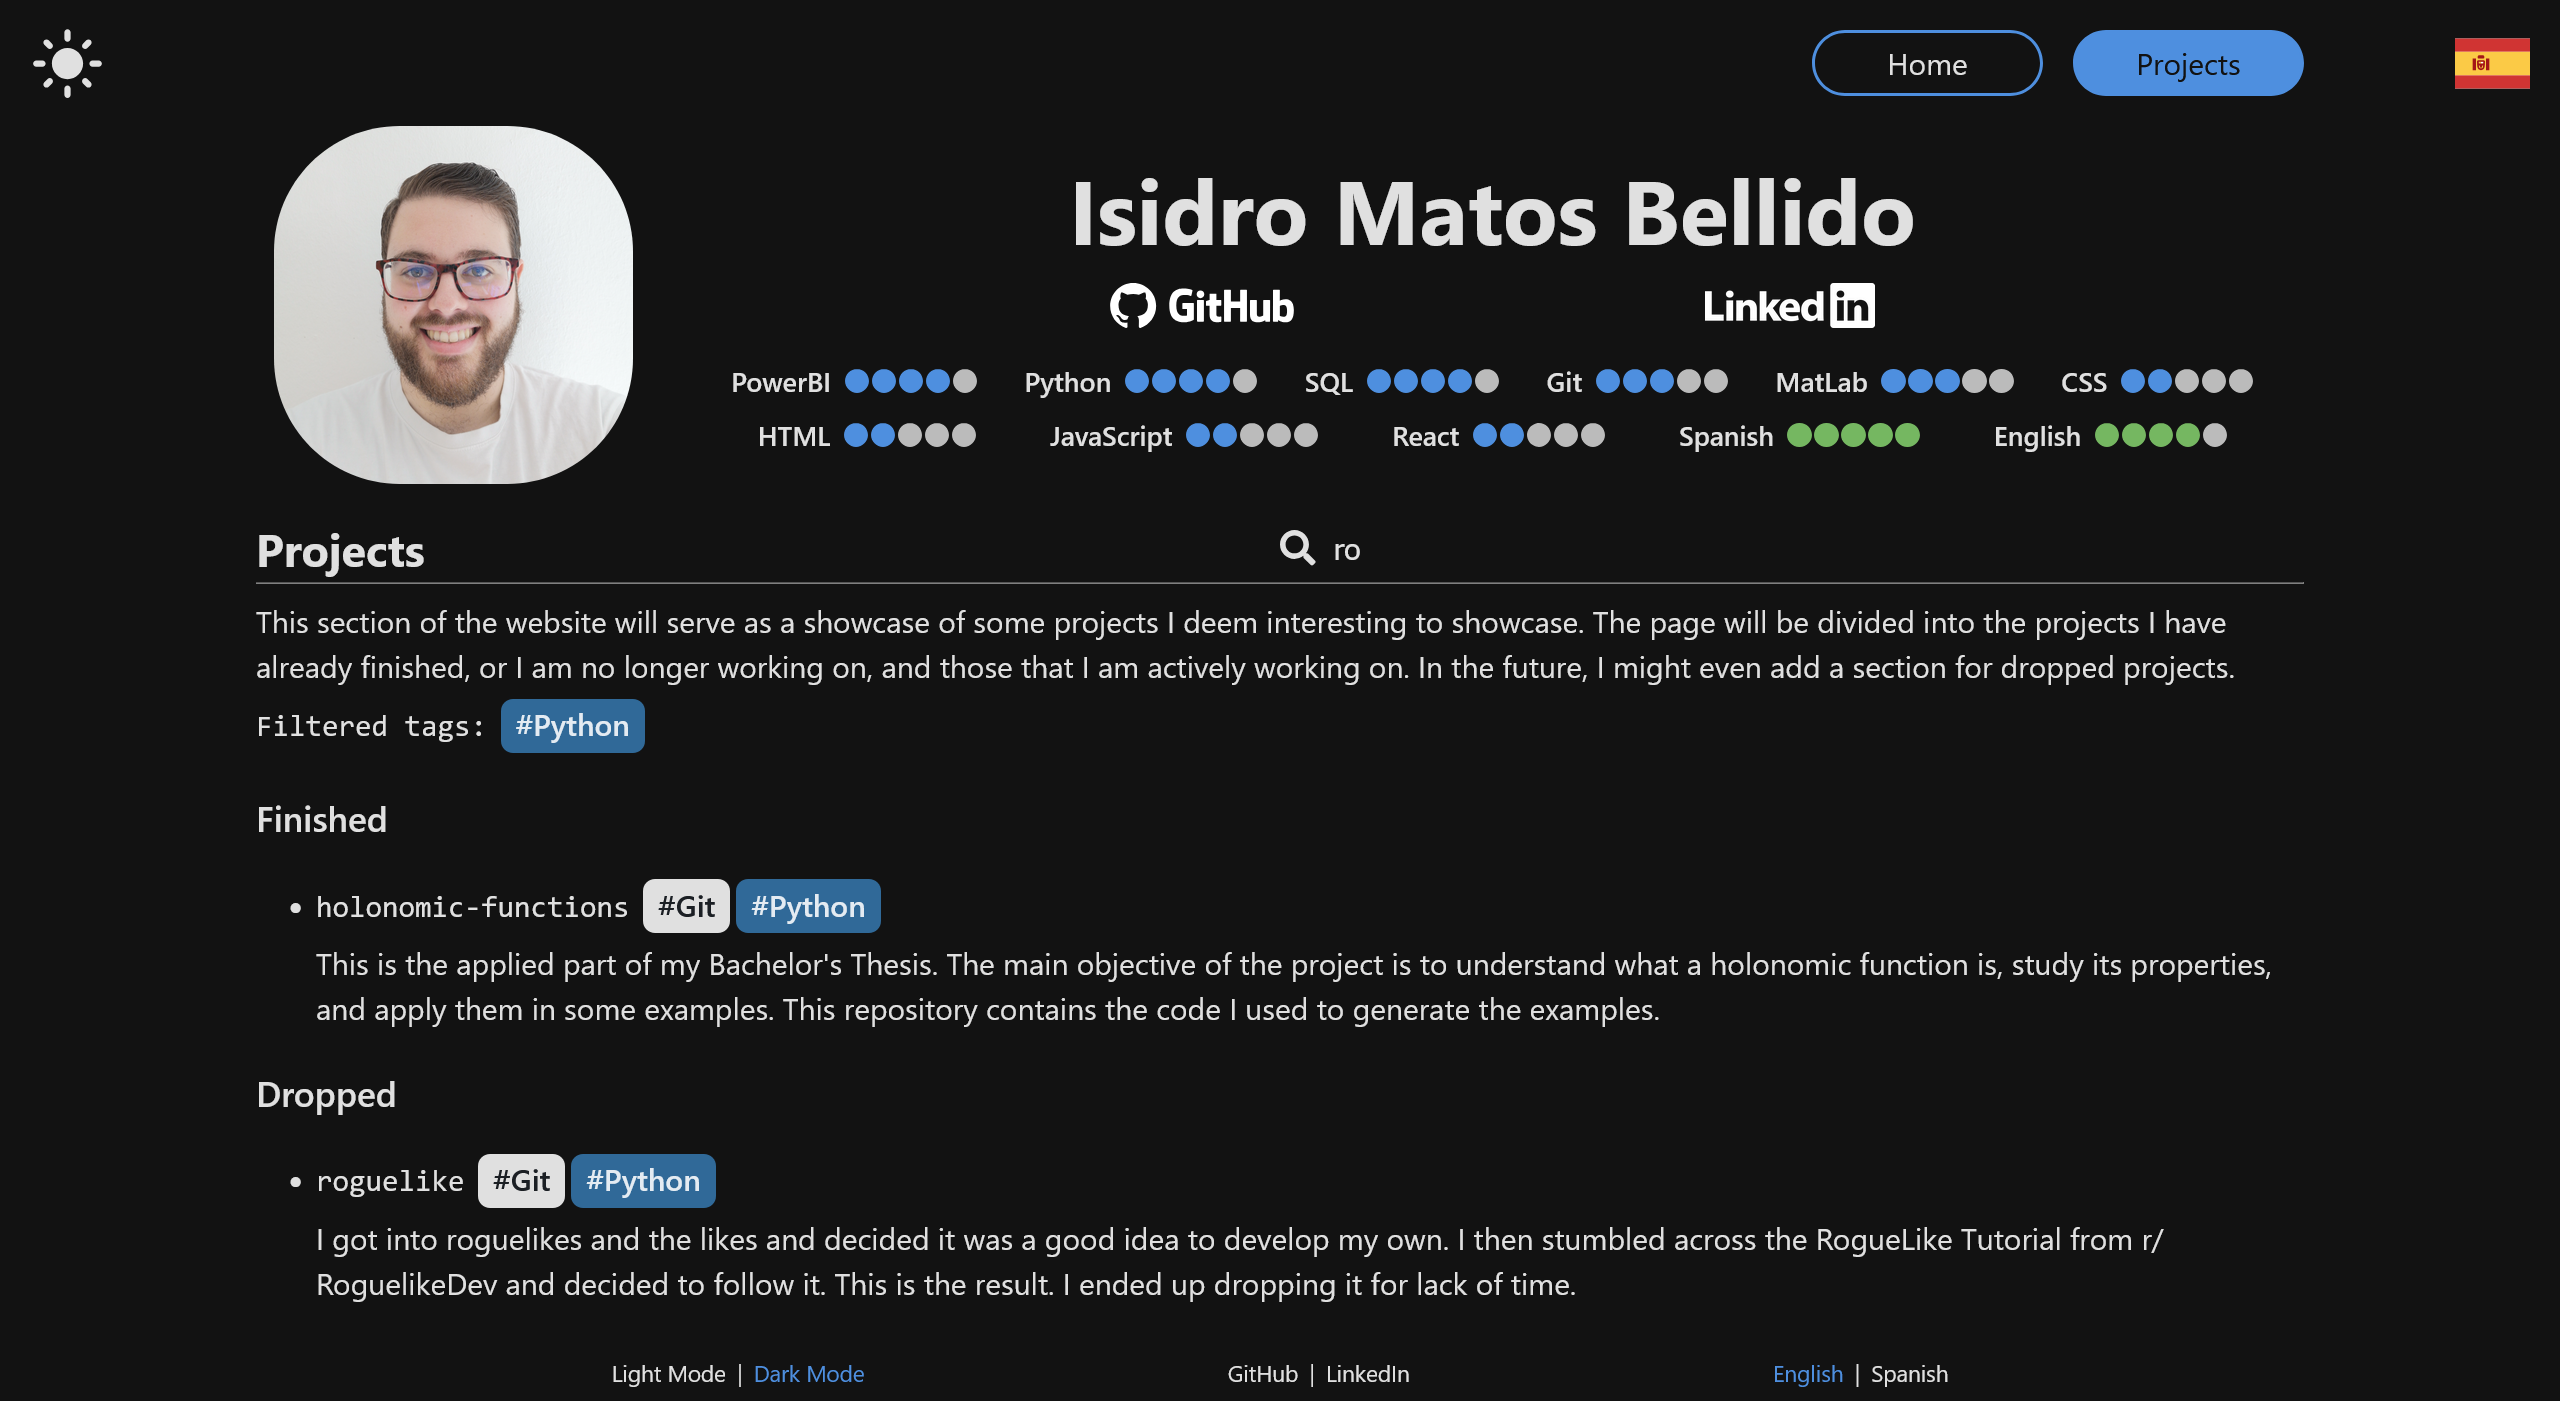 Home
Projects
Isidro Matos Bellido
GitHub
Linked in
PowerBI
Python
SQL
Git
MatLab
CSS
HTML
JavaScript
React
Spanish
English
Projects
ro
This section of the website will serve as a showcase of some projects I deem interesting to showcase. The page will be divided into the projects I have
already finished, or I am no longer working on, and those that I am actively working on. In the future, I might even add a section for dropped projects.
Filtered tags: #Python
Finished
• holonomic-functions #Git #Python
This is the applied part of my Bachelor's Thesis. The main objective of the project is to understand what a holonomic function is, study its properties,
and apply them in some examples. This repository contains the code I used to generate the examples.
Dropped
• roguelike #Git #Python
I got into roguelikes and the likes and decided it was a good idea to develop my own. I then stumbled across the RogueLike Tutorial from r/
RoguelikeDev and decided to follow it. This is the result. I ended up dropping it for lack of time.
Light Mode | Dark Mode
GitHub | LinkedIn
English | Spanish